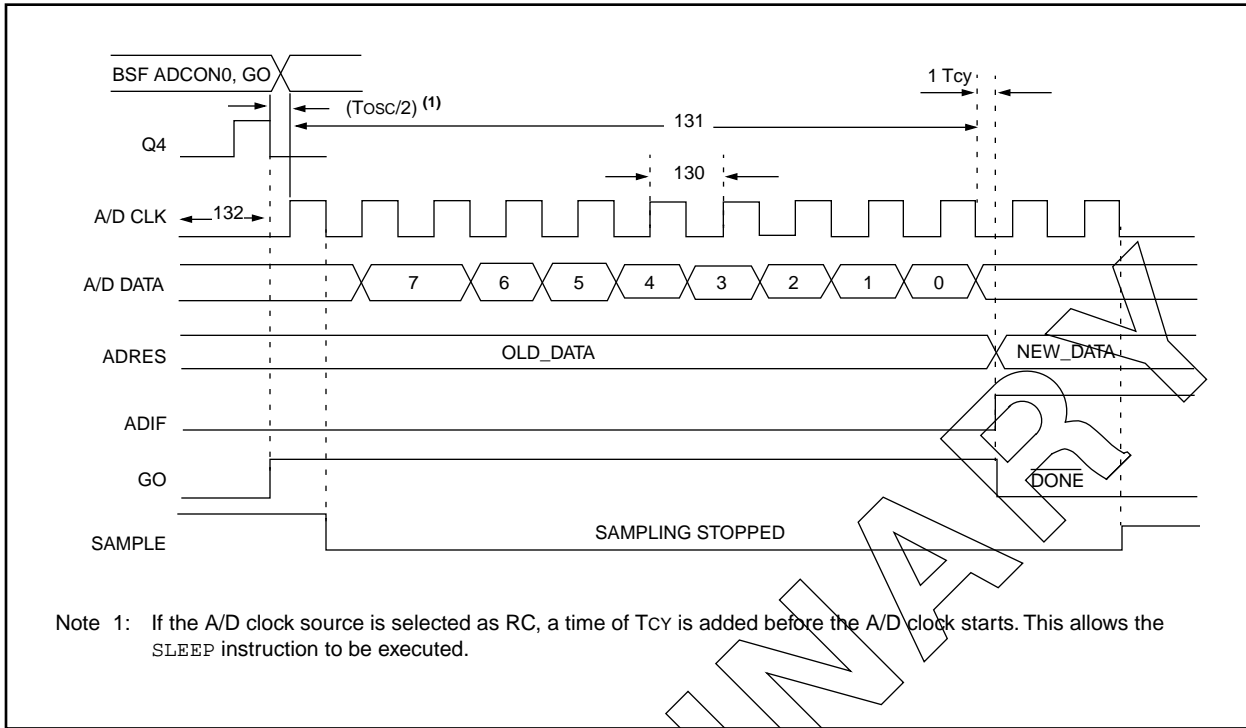 BSF ADCON0, GO
1 Tcy
(TOSC/2) (1)
131
Q4
130
A/D CLK
132
A/D DATA
7
6
5
4
3
2
1
0
ADRES
OLD_DATA
NEW_DATA
ADIF
GO
DONE
SAMPLE
SAMPLING STOPPED
Note 1: If the A/D clock source is selected as RC, a time of TCY is added before the A/D clock starts. This allows the
SLEEP instruction to be executed.
INARY